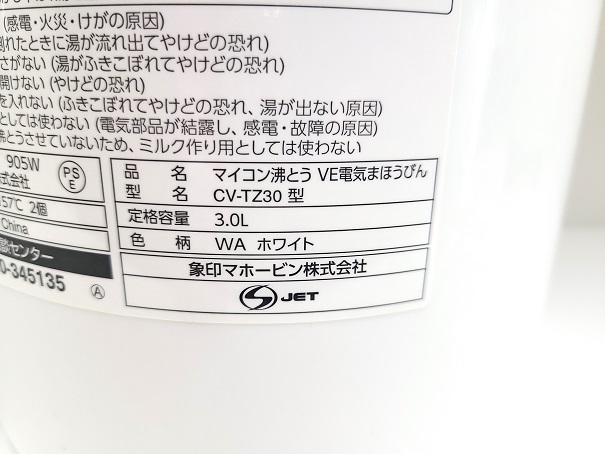 (感電・火災・けがの原因)
倒れたときに湯が流れ出てやけどの恐れ)
さがない (湯がふきこぼれてやけどの恐れ)
開けない (やけどの恐れ)
を入れない (ふきこぼれてやけどの恐れ、湯が出ない原因)
としては使わない (電気部品が結露し、感電・故障の原因)
沸とうさせていないため、ミルク作り用としては使わない
905W
式会社
PS
E
57℃ 2個
China
談センター
0-345135
Ⓐ
品名 マイコン沸とう VE電気まほうびん
型名 CV-TZ30 型
定格容量 3.0L
色柄 WA ホワイト
象印マホービン株式会社
S JET